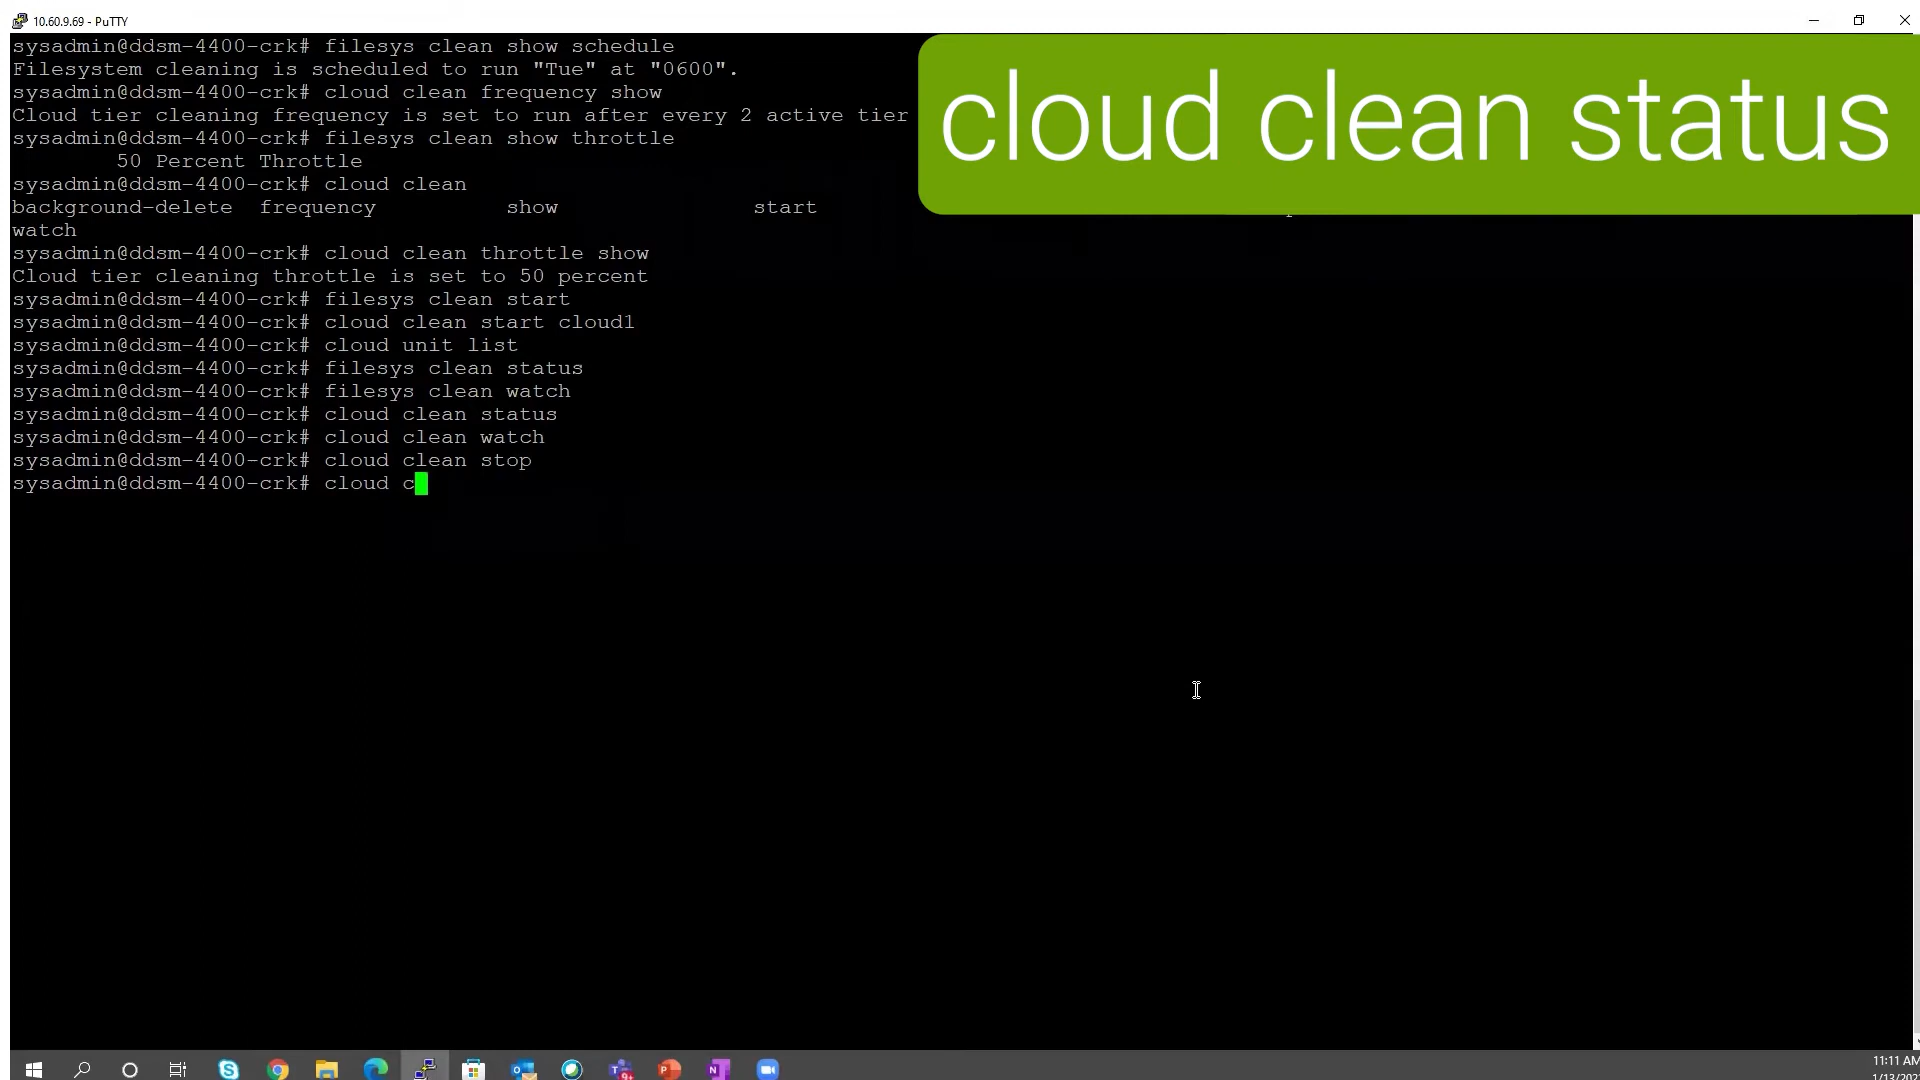 10.60.9.69 - PuTTY
sysadmin@ddsm-4400-crk# filesys clean show schedule
Filesystem cleaning is scheduled to run "Tue" at "0600".
sysadmin@ddsm-4400-crk# cloud clean frequency show
Cloud tier cleaning frequency is set to run after every 2 active tier
sysadmin@ddsm-4400-crk# filesys clean show throttle
50 Percent Throttle
sysadmin@ddsm-4400-crk# cloud clean
background-delete frequency show start
watch
sysadmin@ddsm-4400-crk# cloud clean throttle show
Cloud tier cleaning throttle is set to 50 percent
sysadmin@ddsm-4400-crk# filesys clean start
sysadmin@ddsm-4400-crk# cloud clean start cloud1
sysadmin@ddsm-4400-crk# cloud unit list
sysadmin@ddsm-4400-crk# filesys clean status
sysadmin@ddsm-4400-crk# filesys clean watch
sysadmin@ddsm-4400-crk# cloud clean status
sysadmin@ddsm-4400-crk# cloud clean watch
sysadmin@ddsm-4400-crk# cloud clean stop
sysadmin@ddsm-4400-crk# cloud c
cloud clean status
11:11 AM